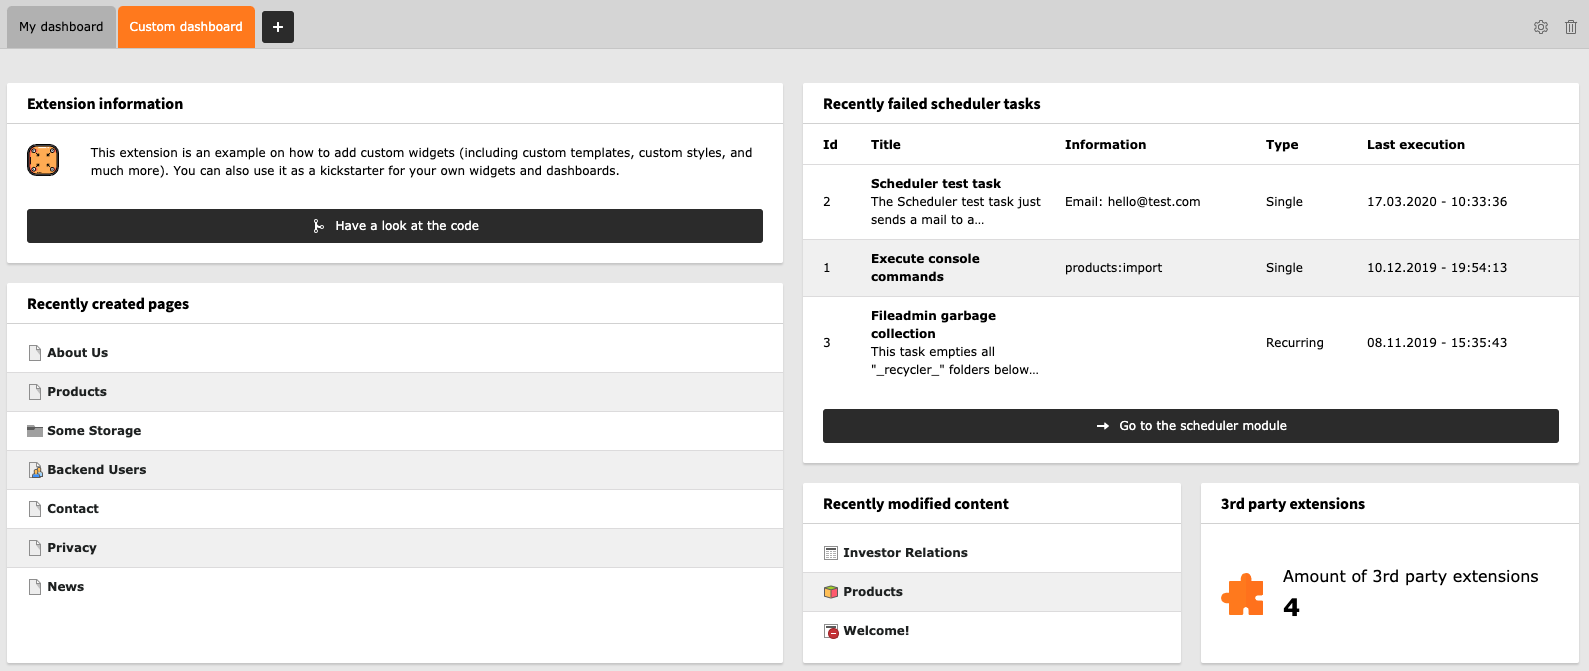 My dashboard
Custom dashboard
+
Extension information
This extension is an example on how to add custom widgets (including custom templates, custom styles, and
much more). You can also use it as a kickstarter for your own widgets and dashboards.
Have a look at the code
Recently created pages
About Us
Products
Some Storage
Backend Users
Contact
Privacy
News
Recently failed scheduler tasks
Id Title Information Type Last execution
Scheduler test task
2 The Scheduler test task just Email: hello@test.com Single 17.03.2020 - 10:33:36
sends a mail to a...
Execute console
1 products:import Single 10.12.2019 - 19:54:13
commands
Fileadmin garbage
collection
3 Recurring 08.11.2019 - 15:35:43
This task empties all
"_recycler_" folders below...
Go to the scheduler module
Recently modified content
Investor Relations
Products
Welcome!
3rd party extensions
Amount of 3rd party extensions
4